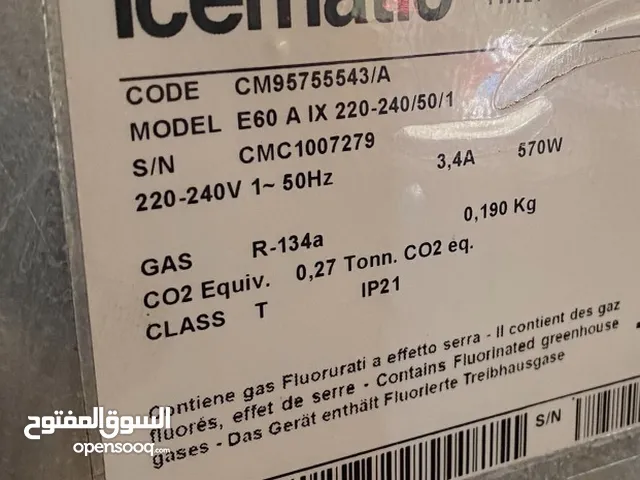 icematic
CODE CM95755543/A
MODEL E60 A IX 220-240/50/1
S/N CMC1007279
220-240V 1~ 50Hz 3,4A 570W
GAS R-134a 0,190 Kg
CO2 Equiv. 0,27 Tonn. CO2 eq.
CLASS T IP21
Contiene gas Fluorurati a effetto serra - Il contient des gaz
fluorés, effet de serre - Contains Fluorinated greenhouse
gases - Das Gerät enthält Fluorierte Treibhausgase
S/N
السوق المفتوح
opensooq.com